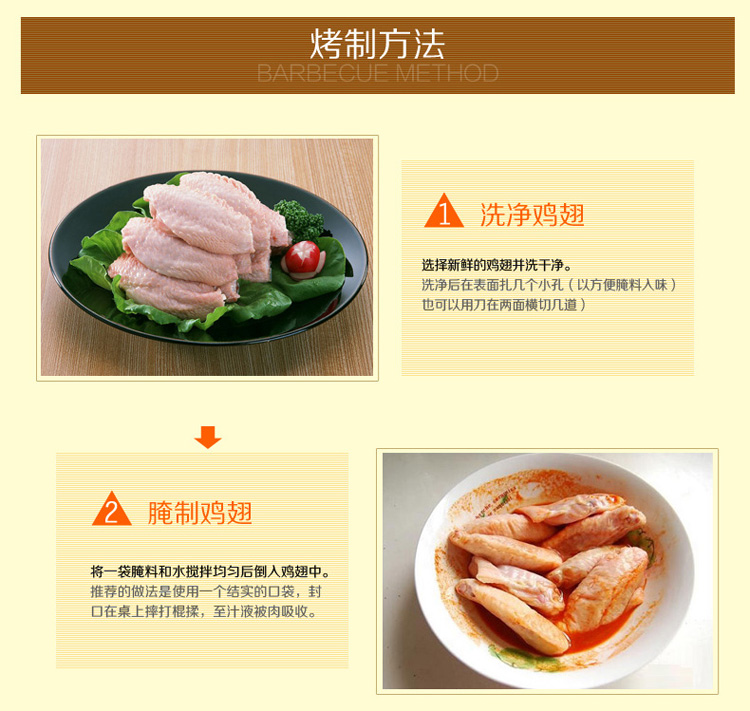 烤制方法
BARBECUE METHOD
1 洗净鸡翅
选择新鲜的鸡翅并洗干净。
洗净后在表面扎几个小孔（以方便腌料入味）
也可以用刀在两面横切几道）
2 腌制鸡翅
将一袋腌料和水搅拌均匀后倒入鸡翅中。
推荐的做法是使用一个结实的口袋，封
口在桌上摔打棍揉，至汁液被肉吸收。